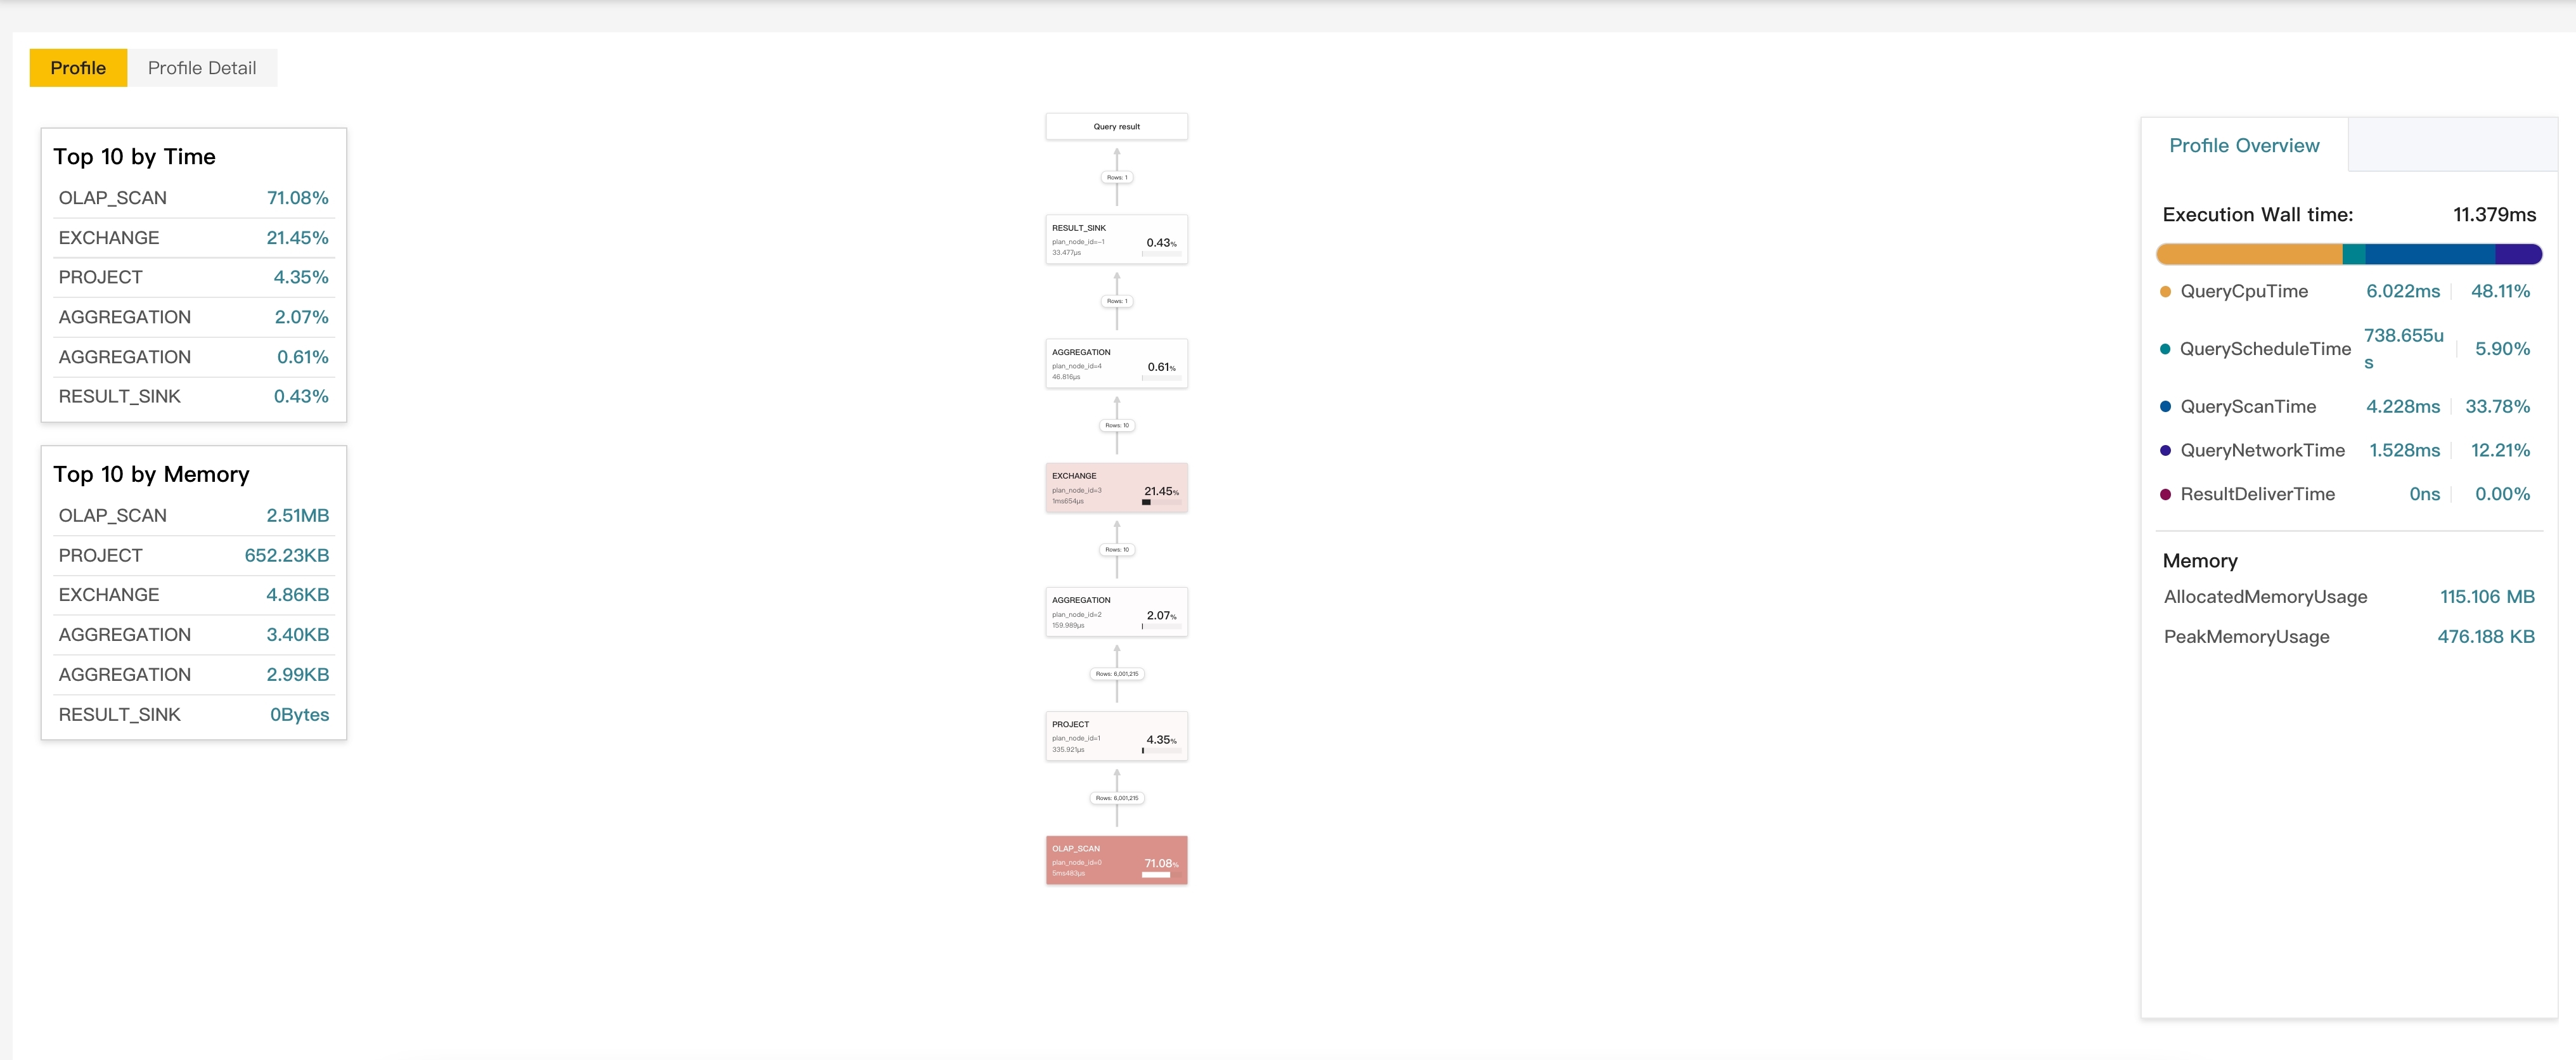 Profile
Profile Detail
Top 10 by Time
OLAP_SCAN 71.08%
EXCHANGE 21.45%
PROJECT 4.35%
AGGREGATION 2.07%
AGGREGATION 0.61%
RESULT_SINK 0.43%
Top 10 by Memory
OLAP_SCAN 2.51MB
PROJECT 652.23KB
EXCHANGE 4.86KB
AGGREGATION 3.40KB
AGGREGATION 2.99KB
RESULT_SINK 0Bytes
Query result
Rows: 1
RESULT_SINK
plan_node_id=-1
33.477μs
0.43%
Rows: 1
AGGREGATION
plan_node_id=4
46.816μs
0.61%
Rows: 10
EXCHANGE
plan_node_id=3
1ms654μs
21.45%
Rows: 10
AGGREGATION
plan_node_id=2
159.989μs
2.07%
Rows: 6,001,215
PROJECT
plan_node_id=1
335.921μs
4.35%
Rows: 6,001,215
OLAP_SCAN
plan_node_id=0
5ms483μs
71.08%
Profile Overview
Execution Wall time: 11.379ms
QueryCpuTime 6.022ms 48.11%
QueryScheduleTime 738.655u
s 5.90%
QueryScanTime 4.228ms 33.78%
QueryNetworkTime 1.528ms 12.21%
ResultDeliverTime 0ns 0.00%
Memory
AllocatedMemoryUsage 115.106 MB
PeakMemoryUsage 476.188 KB